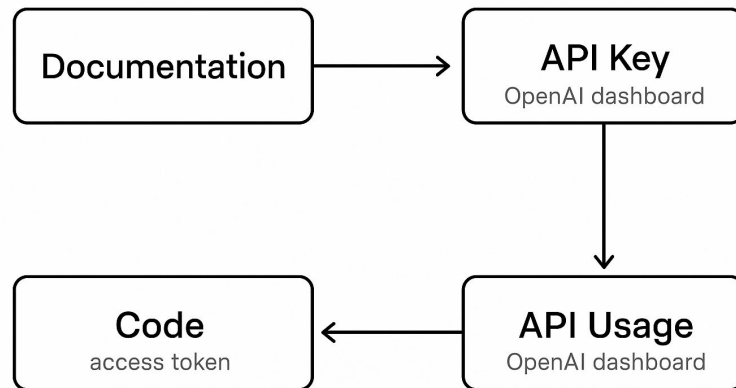 Documentation
API Key
OpenAI dashboard
API Usage
OpenAI dashboard
Code
access token